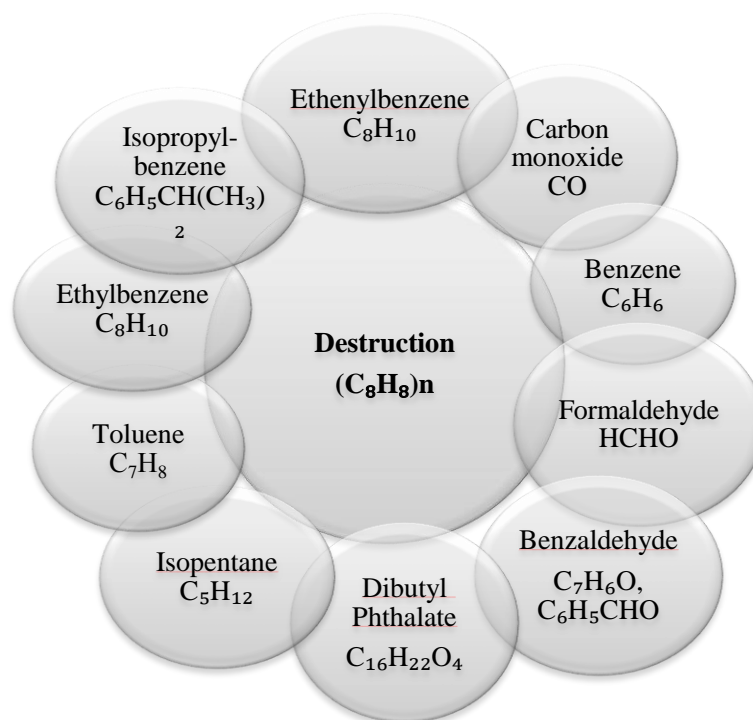 Ethenylbenzene
C₈H₁₀
Carbon
monoxide
CO
Benzene
C₆H₆
Formaldehyde
HCHO
Benzaldehyde
C₇H₆O,
C₆H₅CHO
Dibutyl
Phthalate
C₁₆H₂₂O₄
Isopentane
C₅H₁₂
Toluene
C₇H₈
Ethylbenzene
C₈H₁₀
Isopropyl-
benzene
C₆H₅CH(CH₃)
₂
Destruction
(C₈H₈)n